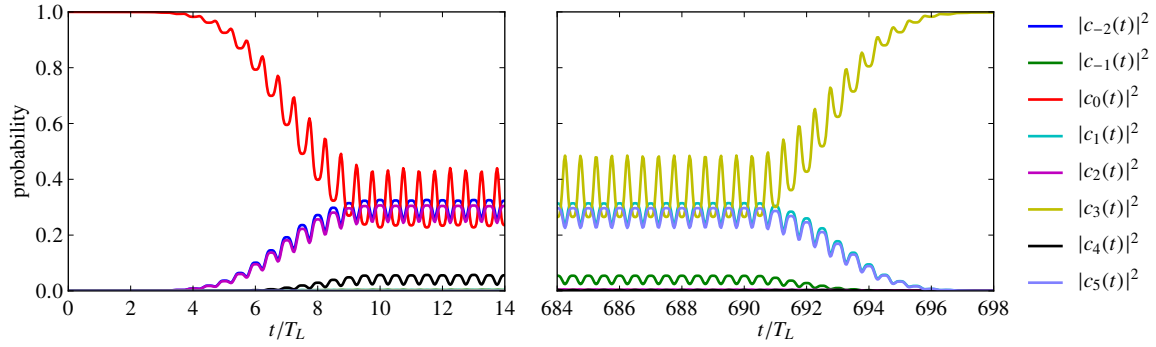 probability
1.0
0.8
0.6
0.4
0.2
0.0
0 2 4 6 8 10 12 14
t/T_L
684 686 688 690 692 694 696 698
t/T_L
|c_{-2}(t)|^2
|c_{-1}(t)|^2
|c_0(t)|^2
|c_1(t)|^2
|c_2(t)|^2
|c_3(t)|^2
|c_4(t)|^2
|c_5(t)|^2